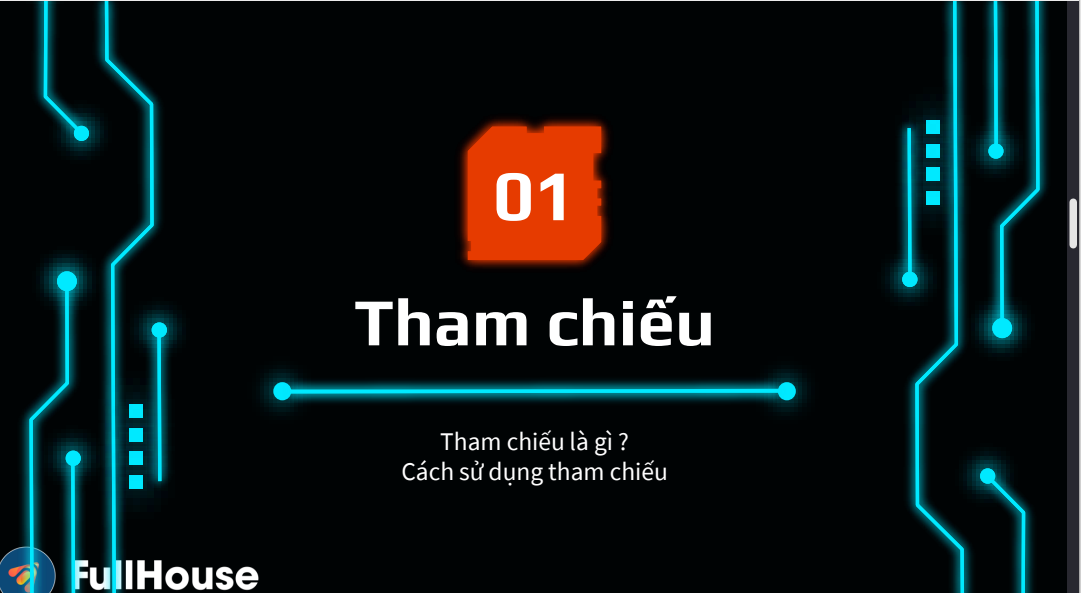 01
Tham chiếu
Tham chiếu là gì ?
Cách sử dụng tham chiếu
FullHouse